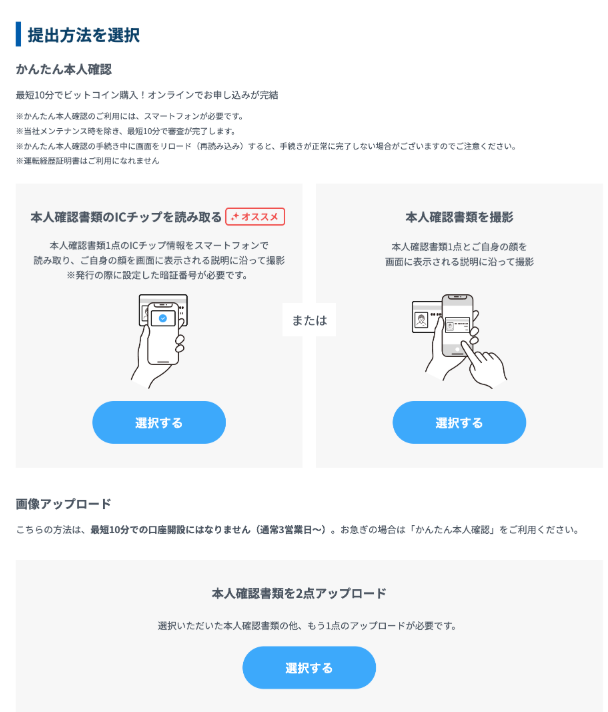 提出方法を選択
かんたん本人確認
最短10分でビットコイン購入！オンラインでお申し込みが完結
※かんたん本人確認のご利用には、スマートフォンが必要です。
※当社メンテナンス時を除き、最短10分で審査が完了します。
※かんたん本人確認の手続き中に画面をリロード（再読み込み）すると、手続きが正常に完了しない場合がございますのでご注意ください。
※運転経歴証明書はご利用になれません
本人確認書類のICチップを読み取る オススメ
本人確認書類1点のICチップ情報をスマートフォンで
読み取り、ご自身の顔を画面に表示される説明に沿って撮影
※発行の際に設定した暗証番号が必要です。
選択する
または
本人確認書類を撮影
本人確認書類1点とご自身の顔を
画面に表示される説明に沿って撮影
選択する
画像アップロード
こちらの方法は、最短10分での口座開設にはなりません（通常3営業日〜）。お急ぎの場合は「かんたん本人確認」をご利用ください。
本人確認書類を2点アップロード
選択いただいた本人確認書類の他、もう1点のアップロードが必要です。
選択する